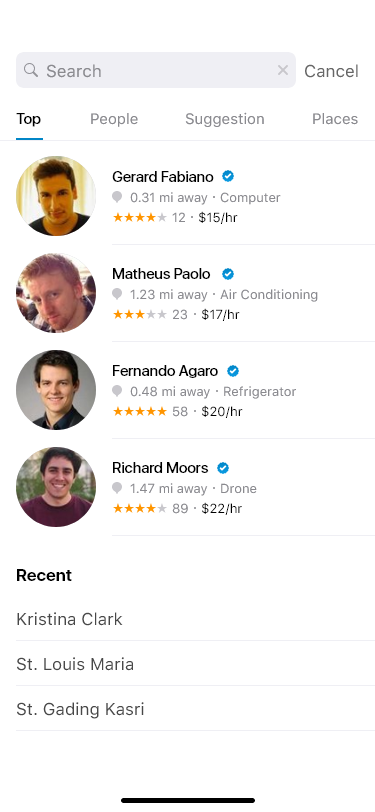 Search Cancel
Top People Suggestion Places
Gerard Fabiano
0.31 mi away · Computer
12 · $15/hr
Matheus Paolo
1.23 mi away · Air Conditioning
23 · $17/hr
Fernando Agaro
0.48 mi away · Refrigerator
58 · $20/hr
Richard Moors
1.47 mi away · Drone
89 · $22/hr
Recent
Kristina Clark
St. Louis Maria
St. Gading Kasri